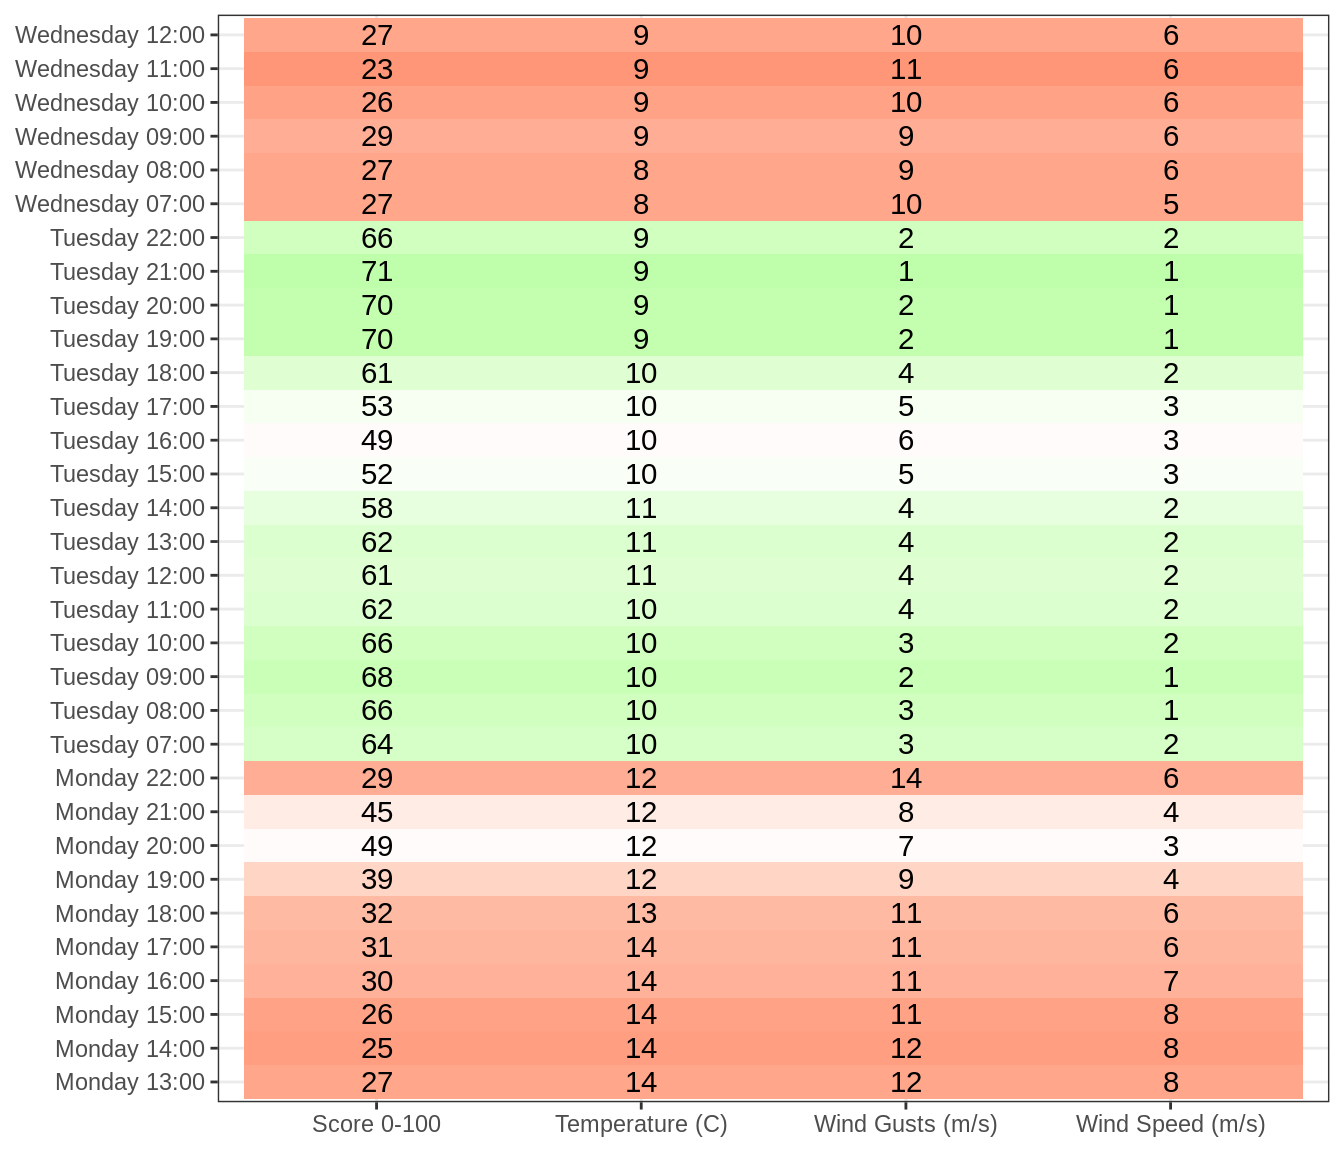 Wednesday 12:00 27 9 10 6
Wednesday 11:00 23 9 11 6
Wednesday 10:00 26 9 10 6
Wednesday 09:00 29 9 9 6
Wednesday 08:00 27 8 9 6
Wednesday 07:00 27 8 10 5
Tuesday 22:00 66 9 2 2
Tuesday 21:00 71 9 1 1
Tuesday 20:00 70 9 2 1
Tuesday 19:00 70 9 2 1
Tuesday 18:00 61 10 4 2
Tuesday 17:00 53 10 5 3
Tuesday 16:00 49 10 6 3
Tuesday 15:00 52 10 5 3
Tuesday 14:00 58 11 4 2
Tuesday 13:00 62 11 4 2
Tuesday 12:00 61 11 4 2
Tuesday 11:00 62 10 4 2
Tuesday 10:00 66 10 3 2
Tuesday 09:00 68 10 2 1
Tuesday 08:00 66 10 3 1
Tuesday 07:00 64 10 3 2
Monday 22:00 29 12 14 6
Monday 21:00 45 12 8 4
Monday 20:00 49 12 7 3
Monday 19:00 39 12 9 4
Monday 18:00 32 13 11 6
Monday 17:00 31 14 11 6
Monday 16:00 30 14 11 7
Monday 15:00 26 14 11 8
Monday 14:00 25 14 12 8
Monday 13:00 27 14 12 8
Score 0-100 Temperature (C) Wind Gusts (m/s) Wind Speed (m/s)